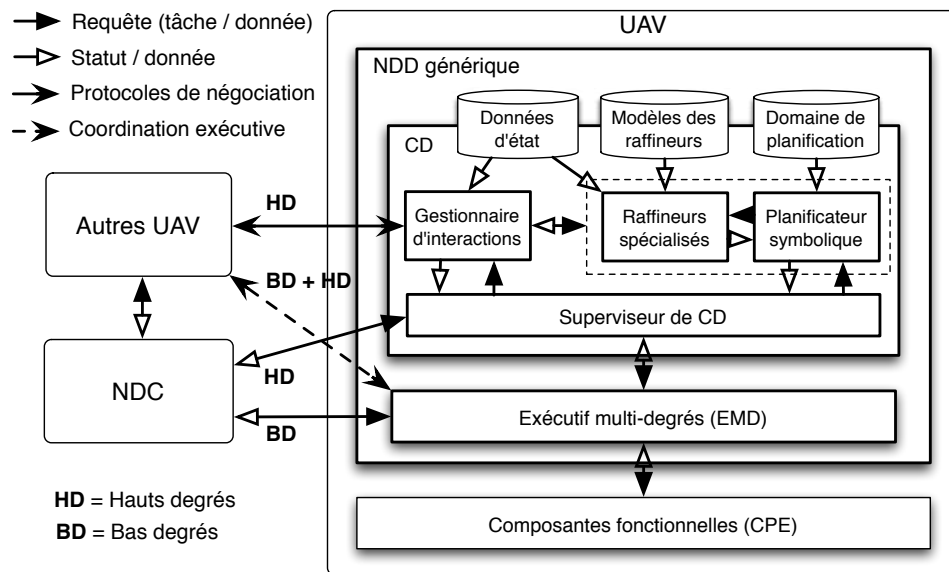 Requête (tâche / donnée)
Statut / donnée
Protocoles de négociation
Coordination exécutive
UAV
NDD générique
Données
d'état
Modèles des
raffineurs
Domaine de
planification
CD
Autres UAV
HD
Gestionnaire
d'interactions
Raffineurs
spécialisés
Planificateur
symbolique
BD + HD
Superviseur de CD
NDC
HD
BD
Exécutif multi-degrés (EMD)
HD = Hauts degrés
BD = Bas degrés
Composantes fonctionnelles (CPE)